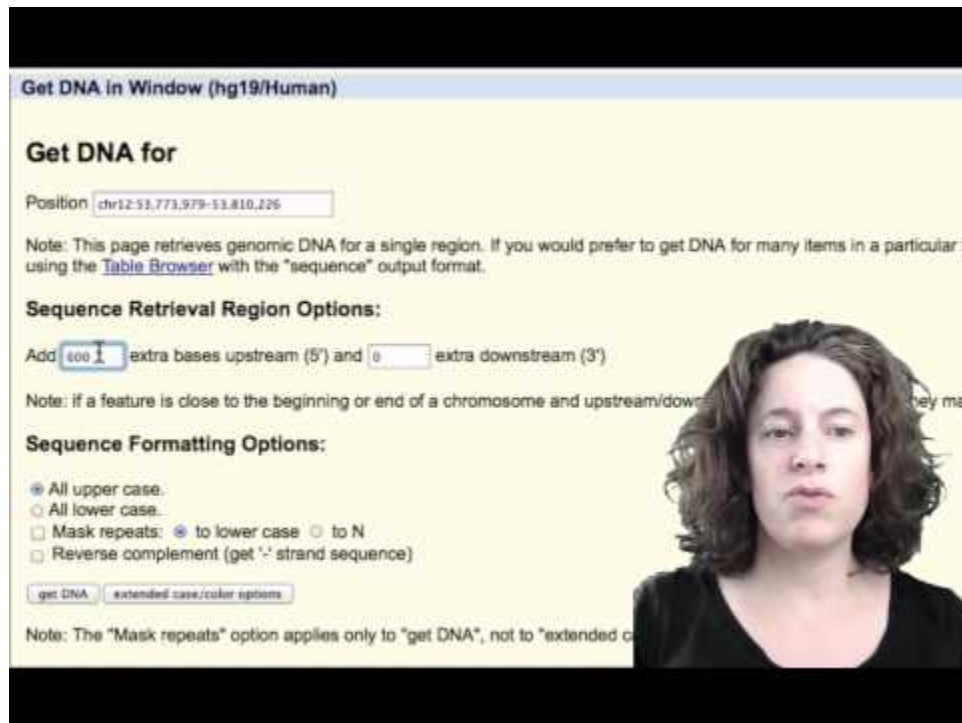 Get DNA in Window (hg19/Human)
Get DNA for
Position chr12:53,773,979-53,810,226
Note: This page retrieves genomic DNA for a single region. If you would prefer to get DNA for many items in a particular
using the Table Browser with the "sequence" output format.
Sequence Retrieval Region Options:
Add 600 extra bases upstream (5') and 0 extra downstream (3')
Note: if a feature is close to the beginning or end of a chromosome and upstream/dow
Sequence Formatting Options:
All upper case.
All lower case.
Mask repeats: to lower case to N
Reverse complement (get '-' strand sequence)
get DNA extended case/color options
Note: The "Mask repeats" option applies only to "get DNA", not to "extended